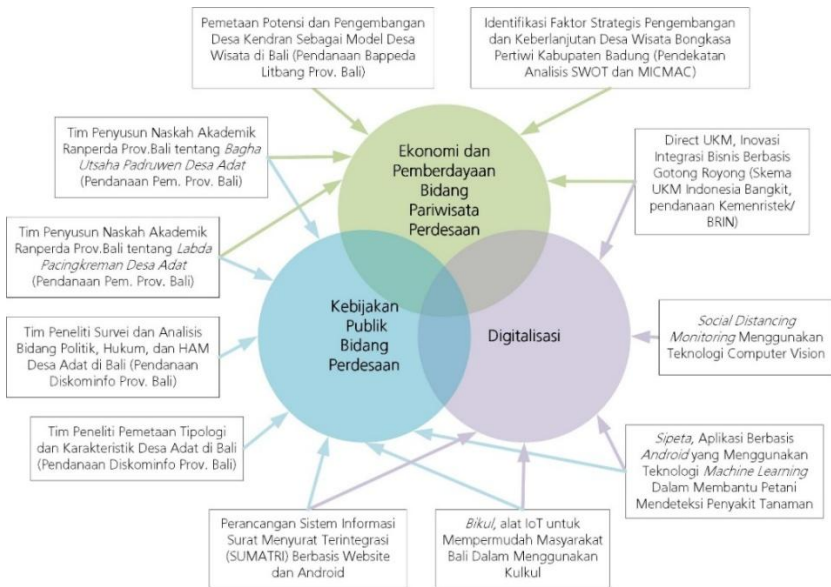 Pemetaan Potensi dan Pengembangan
Desa Kendran Sebagai Model Desa
Wisata di Bali (Pendanaan Bappeda
Litbang Prov. Bali)
Identifikasi Faktor Strategis Pengembangan
dan Keberlanjutan Desa Wisata Bongkasa
Pertiwi Kabupaten Badung (Pendekatan
Analisis SWOT dan MICMAC)
Tim Penyusun Naskah Akademik
Ranperda Prov.Bali tentang Bagha
Utsaha Padruwen Desa Adat
(Pendanaan Pem. Prov. Bali)
Ekonomi dan
Pemberdayaan
Bidang
Pariwisata
Perdesaan
Direct UKM, Inovasi
Integrasi Bisnis Berbasis
Gotong Royong (Skema
UKM Indonesia Bangkit,
pendanaan Kemenristek/
BRIN)
Tim Penyusun Naskah Akademik
Ranperda Prov.Bali tentang Labda
Pacingkreman Desa Adat
(Pendanaan Pem. Prov. Bali)
Kebijakan
Publik
Bidang
Perdesaan
Digitalisasi
Social Distancing
Monitoring Menggunakan
Teknologi Computer Vision
Tim Peneliti Survei dan Analisis
Bidang Politik, Hukum, dan HAM
Desa Adat di Bali (Pendanaan
Diskominfo Prov. Bali)
Tim Peneliti Pemetaan Tipologi
dan Karakteristik Desa Adat di Bali
(Pendanaan Diskominfo Prov. Bali)
Sipeta, Aplikasi Berbasis
Android yang Menggunakan
Teknologi Machine Learning
Dalam Membantu Petani
Mendeteksi Penyakit Tanaman
Perancangan Sistem Informasi
Surat Menyurat Terintegrasi
(SUMATRI) Berbasis Website
dan Android
Bikul, alat IoT untuk
Mempermudah Masyarakat
Bali Dalam Menggunakan
Kulkul